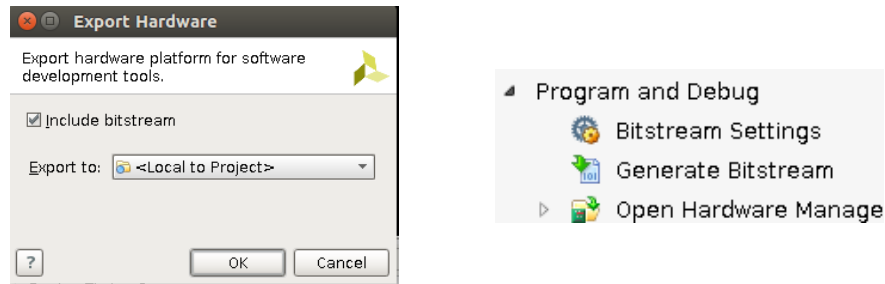 Export Hardware
Export hardware platform for software
development tools.
Include bitstream
Export to: <Local to Project>
? OK Cancel
Program and Debug
Bitstream Settings
Generate Bitstream
Open Hardware Manage